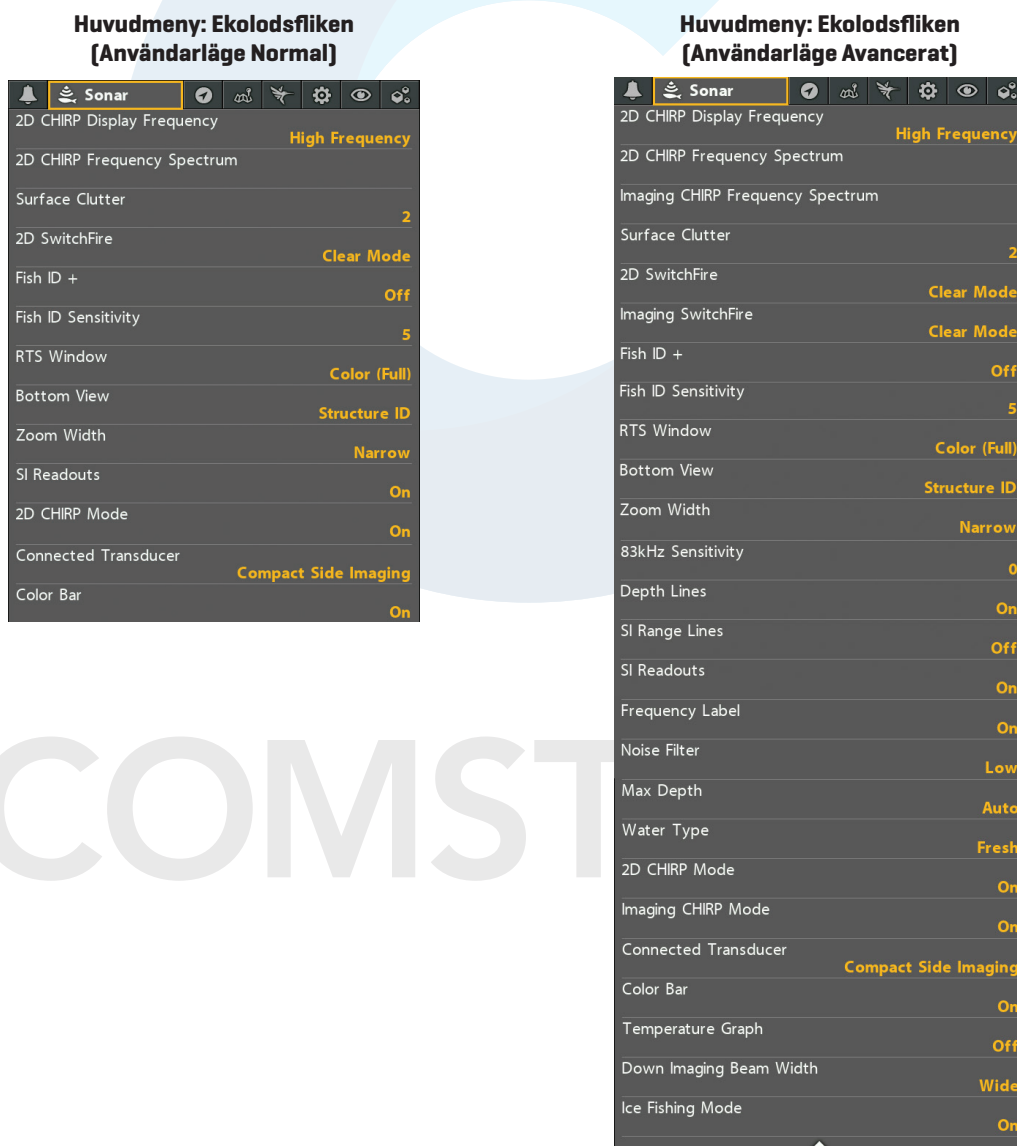 Huvudmeny: Ekolodsfliken
(Användarläge Normal)
Sonar
2D CHIRP Display Frequency
High Frequency
2D CHIRP Frequency Spectrum
Surface Clutter
2
2D SwitchFire
Clear Mode
Fish ID +
Off
Fish ID Sensitivity
5
RTS Window
Color (Full)
Bottom View
Structure ID
Zoom Width
Narrow
SI Readouts
On
2D CHIRP Mode
On
Connected Transducer
Compact Side Imaging
Color Bar
On
Huvudmeny: Ekolodsfliken
(Användarläge Avancerat)
Sonar
2D CHIRP Display Frequency
High Frequency
2D CHIRP Frequency Spectrum
Imaging CHIRP Frequency Spectrum
Surface Clutter
2
2D SwitchFire
Clear Mode
Imaging SwitchFire
Clear Mode
Fish ID +
Off
Fish ID Sensitivity
5
RTS Window
Color (Full)
Bottom View
Structure ID
Zoom Width
Narrow
83kHz Sensitivity
0
Depth Lines
On
SI Range Lines
Off
SI Readouts
On
Frequency Label
On
Noise Filter
Low
Max Depth
Auto
Water Type
Fresh
2D CHIRP Mode
On
Imaging CHIRP Mode
On
Connected Transducer
Compact Side Imaging
Color Bar
On
Temperature Graph
Off
Down Imaging Beam Width
Wide
Ice Fishing Mode
On
COMST